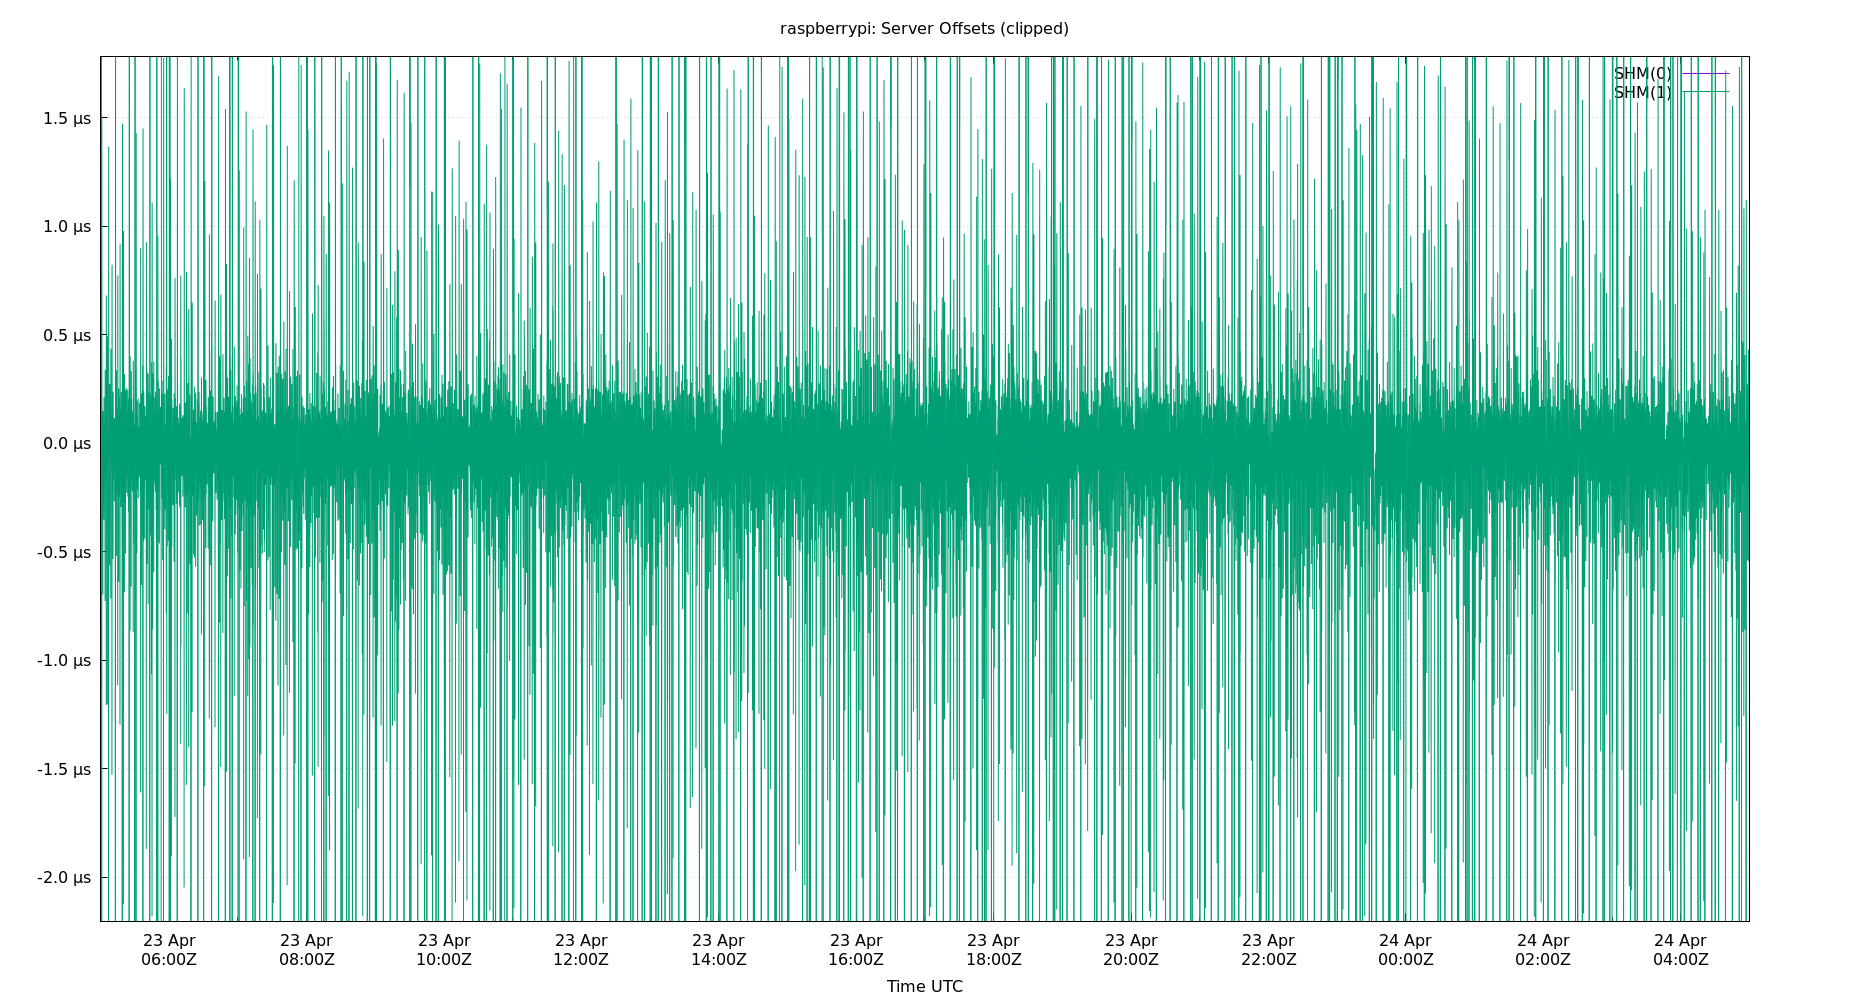 raspberrypi: Server Offsets (clipped)
SHM(0)
SHM(1)
1.5 µs
1.0 µs
0.5 µs
0.0 µs
-0.5 µs
-1.0 µs
-1.5 µs
-2.0 µs
23 Apr 23 Apr 23 Apr 23 Apr 23 Apr 23 Apr 23 Apr 23 Apr 23 Apr 24 Apr 24 Apr 24 Apr
06:00Z 08:00Z 10:00Z 12:00Z 14:00Z 16:00Z 18:00Z 20:00Z 22:00Z 00:00Z 02:00Z 04:00Z
Time UTC